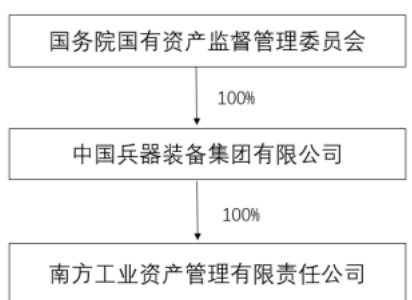 国务院国有资产监督管理委员会
100%
中国兵器装备集团有限公司
100%
南方工业资产管理有限责任公司